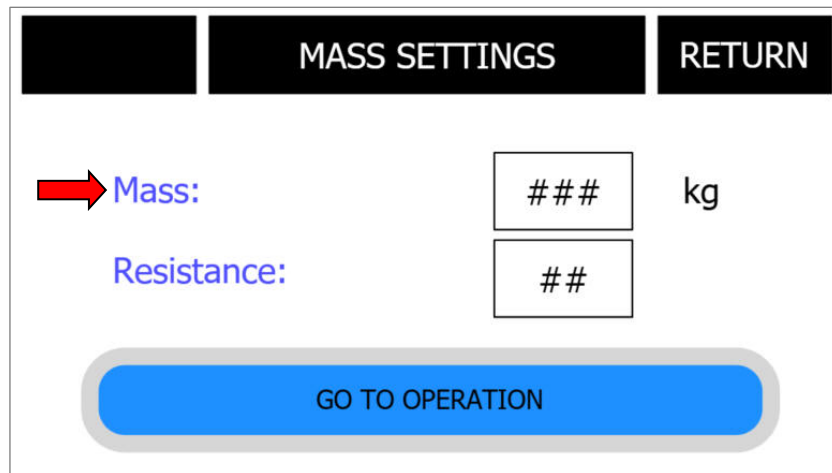 MASS SETTINGS RETURN
Mass: ### kg
Resistance: ##
GO TO OPERATION